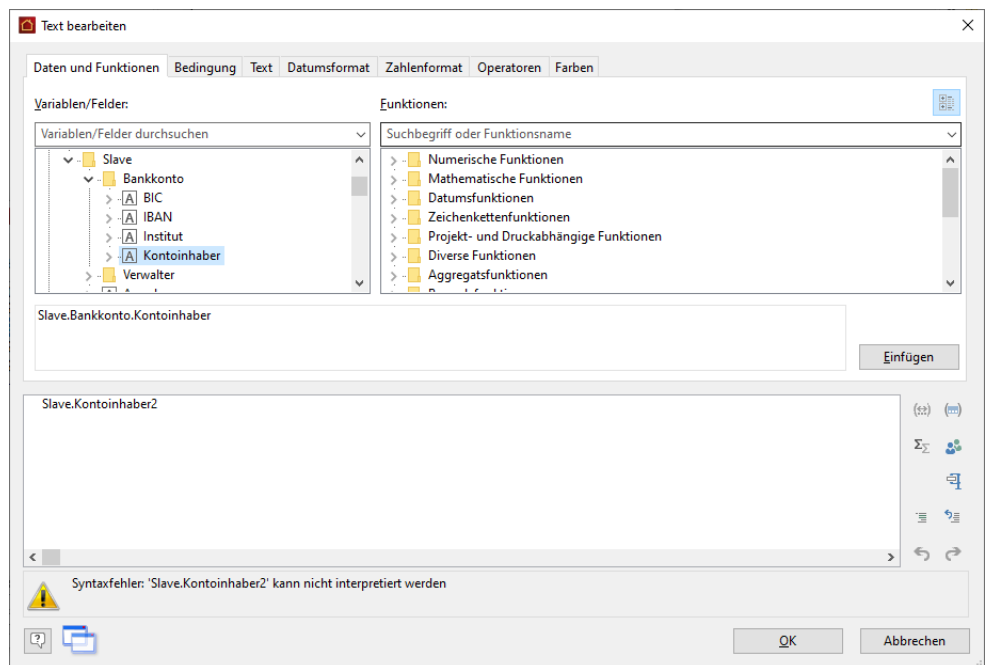 Text bearbeiten
Daten und Funktionen Bedingung Text Datumsformat Zahlenformat Operatoren Farben
Variablen/Felder: Funktionen:
Variablen/Felder durchsuchen Suchbegriff oder Funktionsname
Slave Numerische Funktionen
Bankkonto Mathematische Funktionen
A BIC Datumsfunktionen
A IBAN Zeichenkettenfunktionen
A Institut Projekt- und Druckabhängige Funktionen
A Kontoinhaber Diverse Funktionen
Verwalter Aggregatsfunktionen
Slave.Bankkonto.Kontoinhaber
Einfügen
Slave.Kontoinhaber2
Syntaxfehler: 'Slave.Kontoinhaber2' kann nicht interpretiert werden
OK Abbrechen